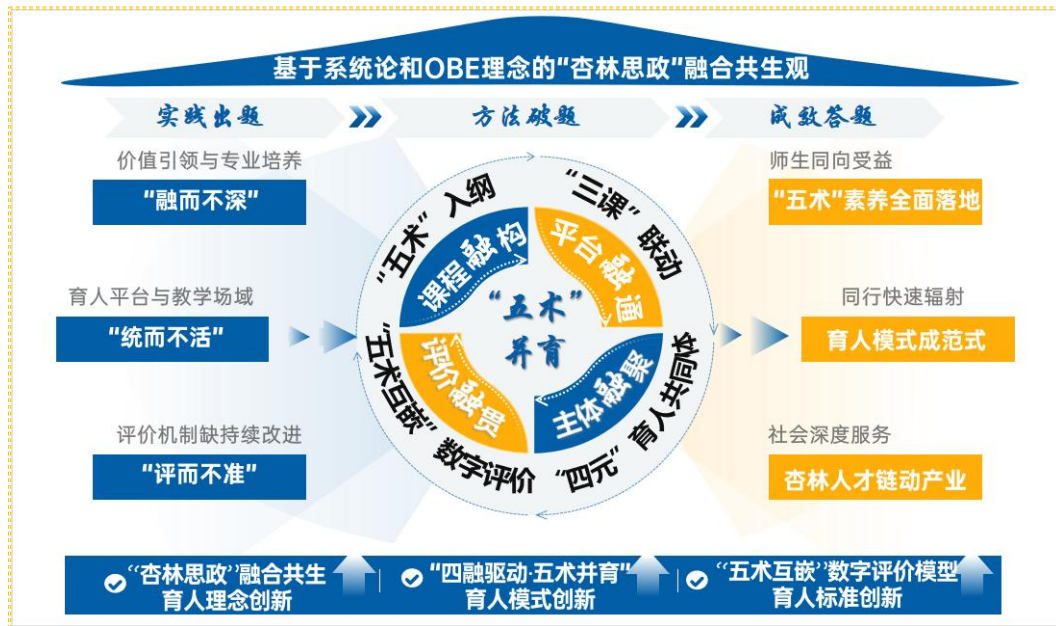 基于系统论和OBE理念的"杏林思政"融合共生观
实践出题
方法破题
成效答题
价值引领与专业培养
"融而不深"
育人平台与教学场域
"统而不活"
评价机制缺持续改进
"评而不准"
"五术" 入纲
"三课" 联动
"四元" 育人共同体
"五术互嵌" 数字评价
课程融构
平台融通
主体融聚
评价融贯
"五术"
并育
师生同向受益
"五术"素养全面落地
同行快速辐射
育人模式成范式
社会深度服务
杏林人才链动产业
"杏林思政"融合共生
育人理念创新
"四融驱动·五术并育"
育人模式创新
"五术互嵌"数字评价模型
育人标准创新